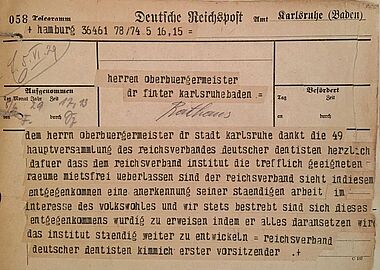 058 Telegramm Deutsche Reichspost Amt Karlsruhe (Baden)
+ hamburg 36461 78/74 5 16,15 =
Aufgenommen
Tag Monat Jahr Zeit
Befördert
Tag Zeit
herren oberbuergermeister dr
dr finter karlsruhebaden =
Rathaus
dem herrn oberbuergermeister dr stadt karlsruhe dankt die 49
hauptversammlung des reichsverbandes deutscher dentisten herzlich
dafuer dass dem reichsverband institut die trefflich geeigneten
raeume mietsfrei ueberlassen sind der reichsverband sieht indiesem
entgegenkommen eine anerkennung seiner staendigen arbeit im
interesse des volkswohles und wir stets bestrebt sind sich dieses
entgegenkommens wurdig zu erweisen indem er alles daransetzen wird
das institut staendig weiter zu entwickeln = reichsverband
deutscher dentisten kimmich erster vorsitzender .+